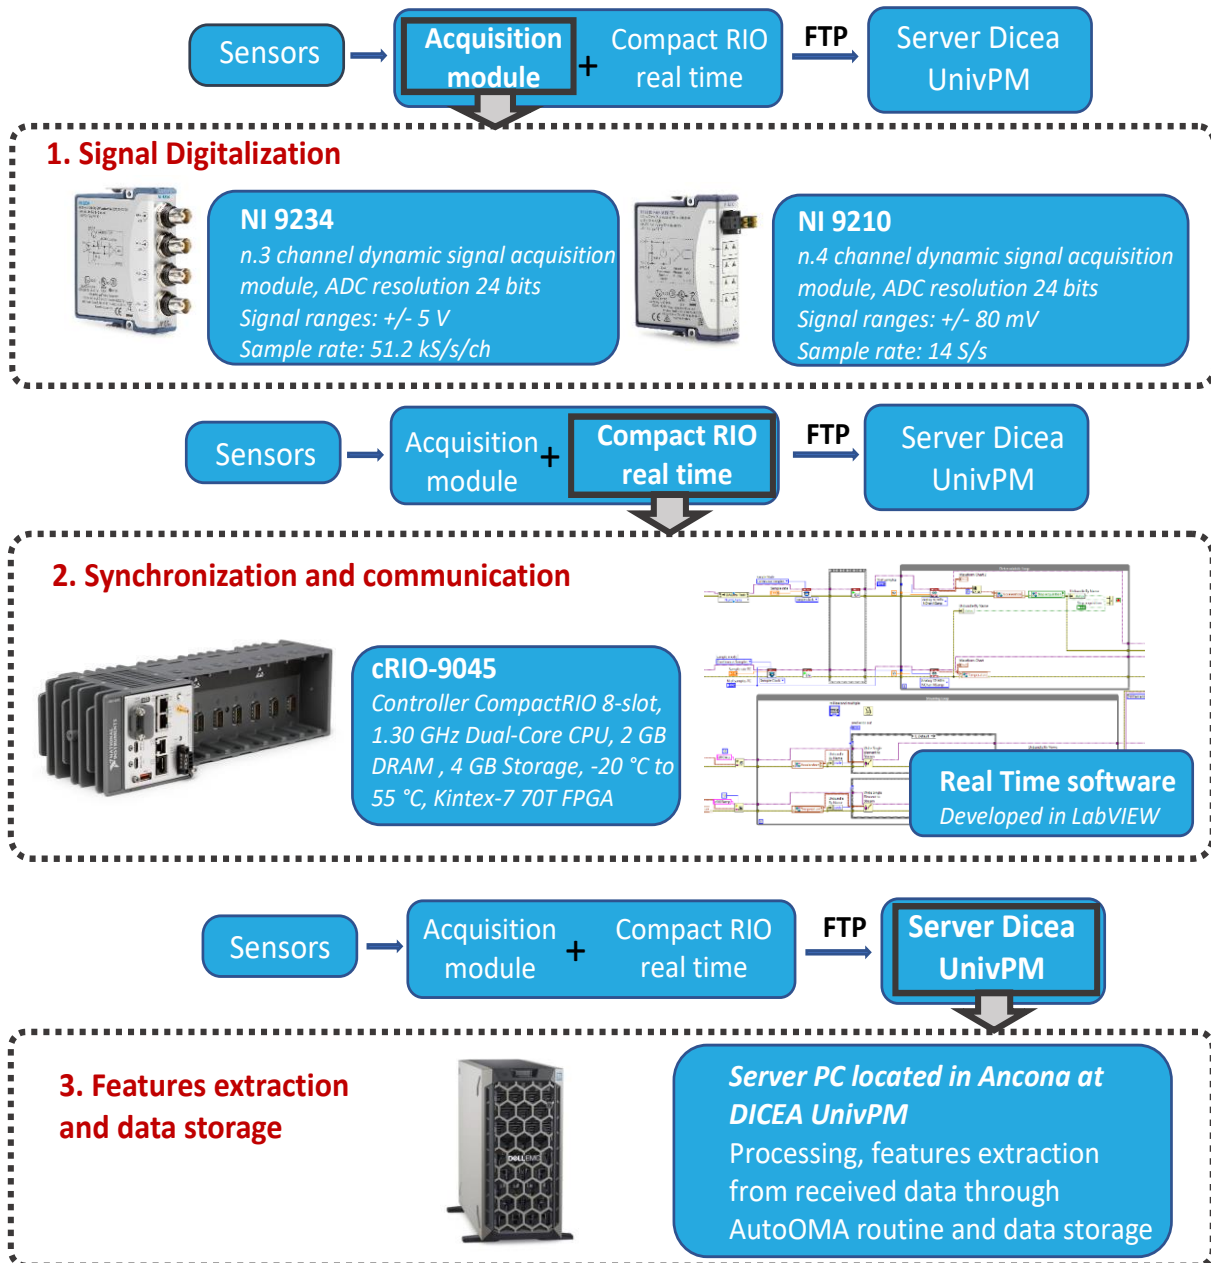 Sensors
Acquisition
module
+
Compact RIO
real time
FTP
Server Dicea
UnivPM
1. Signal Digitalization
NI 9234
n.3 channel dynamic signal acquisition
module, ADC resolution 24 bits
Signal ranges: +/- 5 V
Sample rate: 51.2 kS/s/ch
NI 9210
n.4 channel dynamic signal acquisition
module, ADC resolution 24 bits
Signal ranges: +/- 80 mV
Sample rate: 14 S/s
Sensors
Acquisition
module
+
Compact RIO
real time
FTP
Server Dicea
UnivPM
2. Synchronization and communication
cRIO-9045
Controller CompactRIO 8-slot,
1.30 GHz Dual-Core CPU, 2 GB
DRAM , 4 GB Storage, -20 °C to
55 °C, Kintex-7 70T FPGA
Real Time software
Developed in LabVIEW
Sensors
Acquisition
module
+
Compact RIO
real time
FTP
Server Dicea
UnivPM
3. Features extraction
and data storage
DELLEMC
Server PC located in Ancona at
DICEA UnivPM
Processing, features extraction
from received data through
AutoOMA routine and data storage